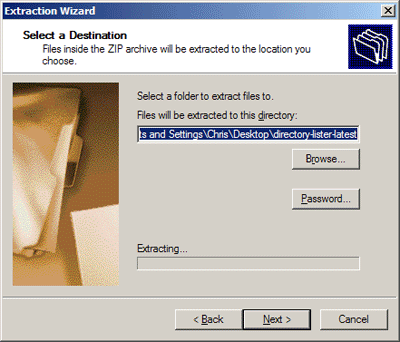 Extraction Wizard
Select a Destination
Files inside the ZIP archive will be extracted to the location you
choose.
Select a folder to extract files to.
Files will be extracted to this directory:
ts and Settings\Chris\Desktop\directory-lister-latest
Browse...
Password...
Extracting...
< Back
Next >
Cancel